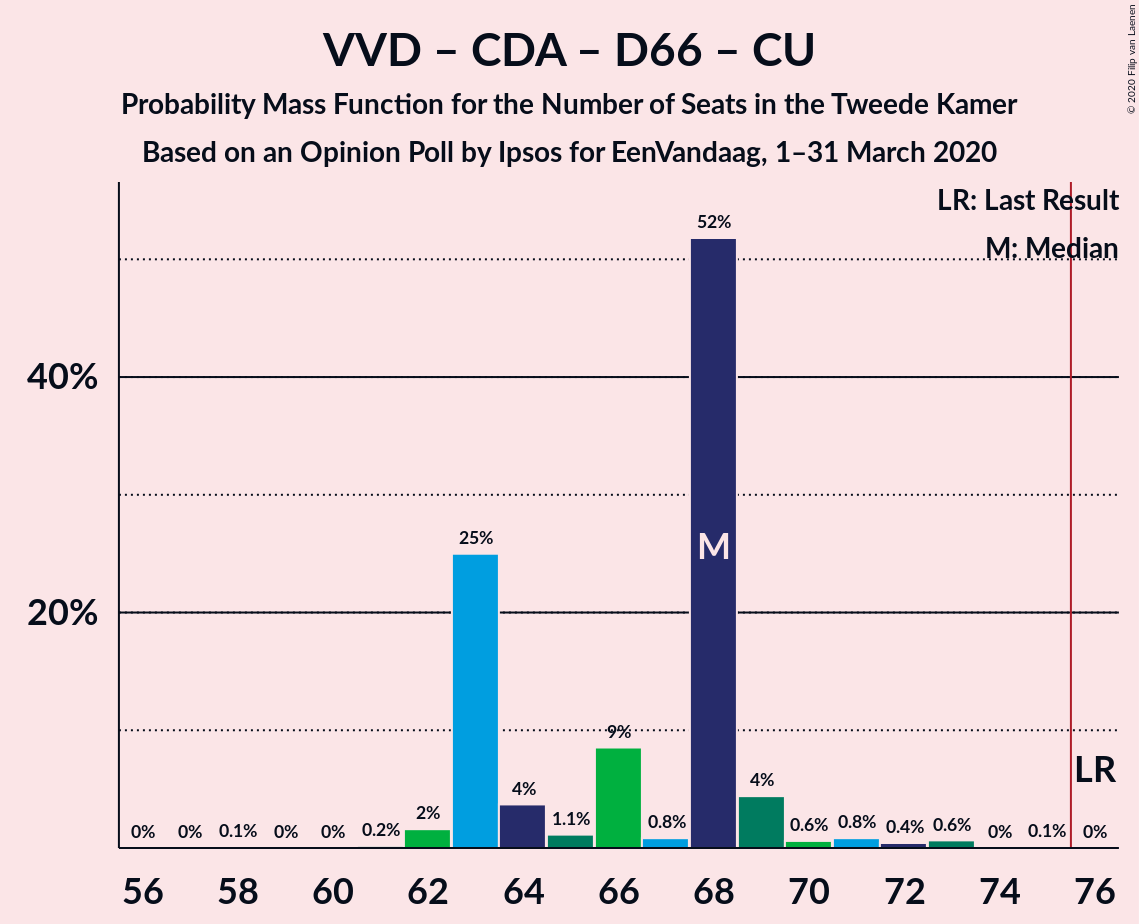 VVD – CDA – D66 – CU
Probability Mass Function for the Number of Seats in the Tweede Kamer
Based on an Opinion Poll by Ipsos for EenVandaag, 1–31 March 2020
© 2020 Filip van Laenen
LR: Last Result
M: Median
40%
20%
0% 0% 0.1% 0% 0% 0.2% 2% 25% 4% 1.1% 9% 0.8% 52% 4% 0.6% 0.8% 0.4% 0.6% 0% 0.1% 0%
M
LR
56 58 60 62 64 66 68 70 72 74 76